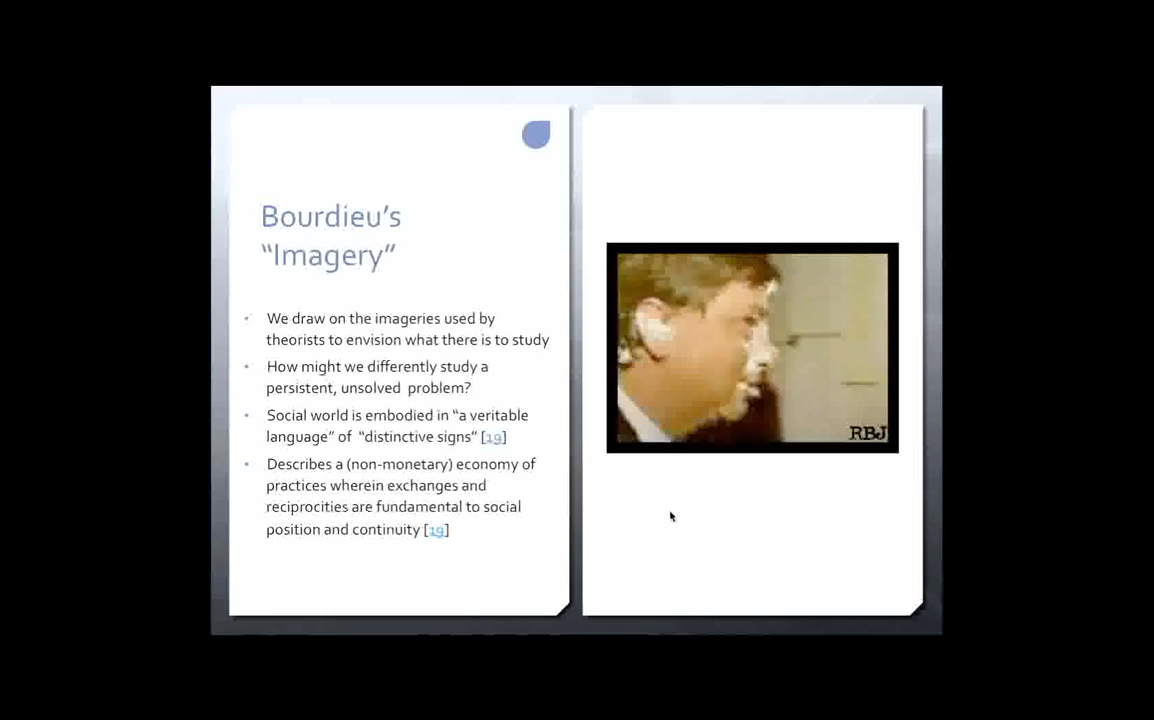 Bourdieu's
“Imagery”
• We draw on the imageries used by
theorists to envision what there is to study
• How might we differently study a
persistent, unsolved problem?
• Social world is embodied in “a veritable
language” of “distinctive signs” [19]
• Describes a (non-monetary) economy of
practices wherein exchanges and
reciprocities are fundamental to social
position and continuity [19]
RBJ